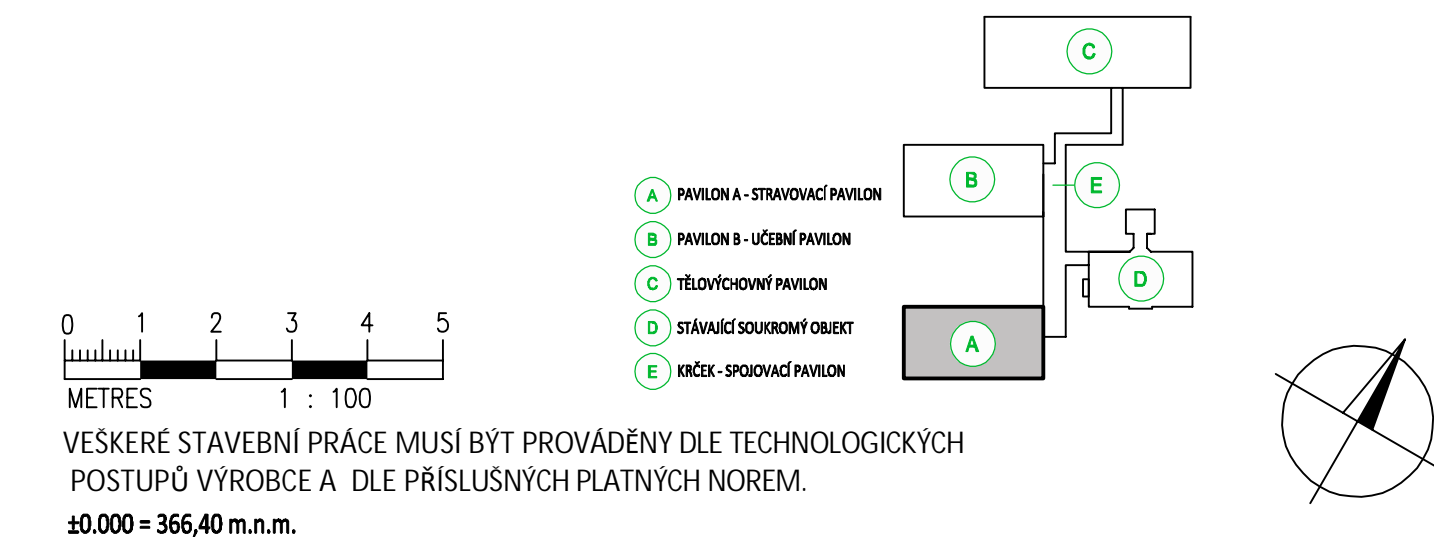 C
B
E
D
A
A PAVILON A - STRAVOVACÍ PAVILON
B PAVILON B - UČEBNÍ PAVILON
C TĚLOVÝCHOVNÝ PAVILON
D STÁVAJÍCÍ SOUKROMÝ OBJEKT
E KRČEK - SPOJOVACÍ PAVILON
0 1 2 3 4 5
METRES 1 : 100
VEŠKERÉ STAVEBNÍ PRÁCE MUSÍ BÝT PROVÁDĚNY DLE TECHNOLOGICKÝCH
POSTUPŮ VÝROBCE A DLE PŘÍSLUŠNÝCH PLATNÝCH NOREM.
±0.000 = 366,40 m.n.m.